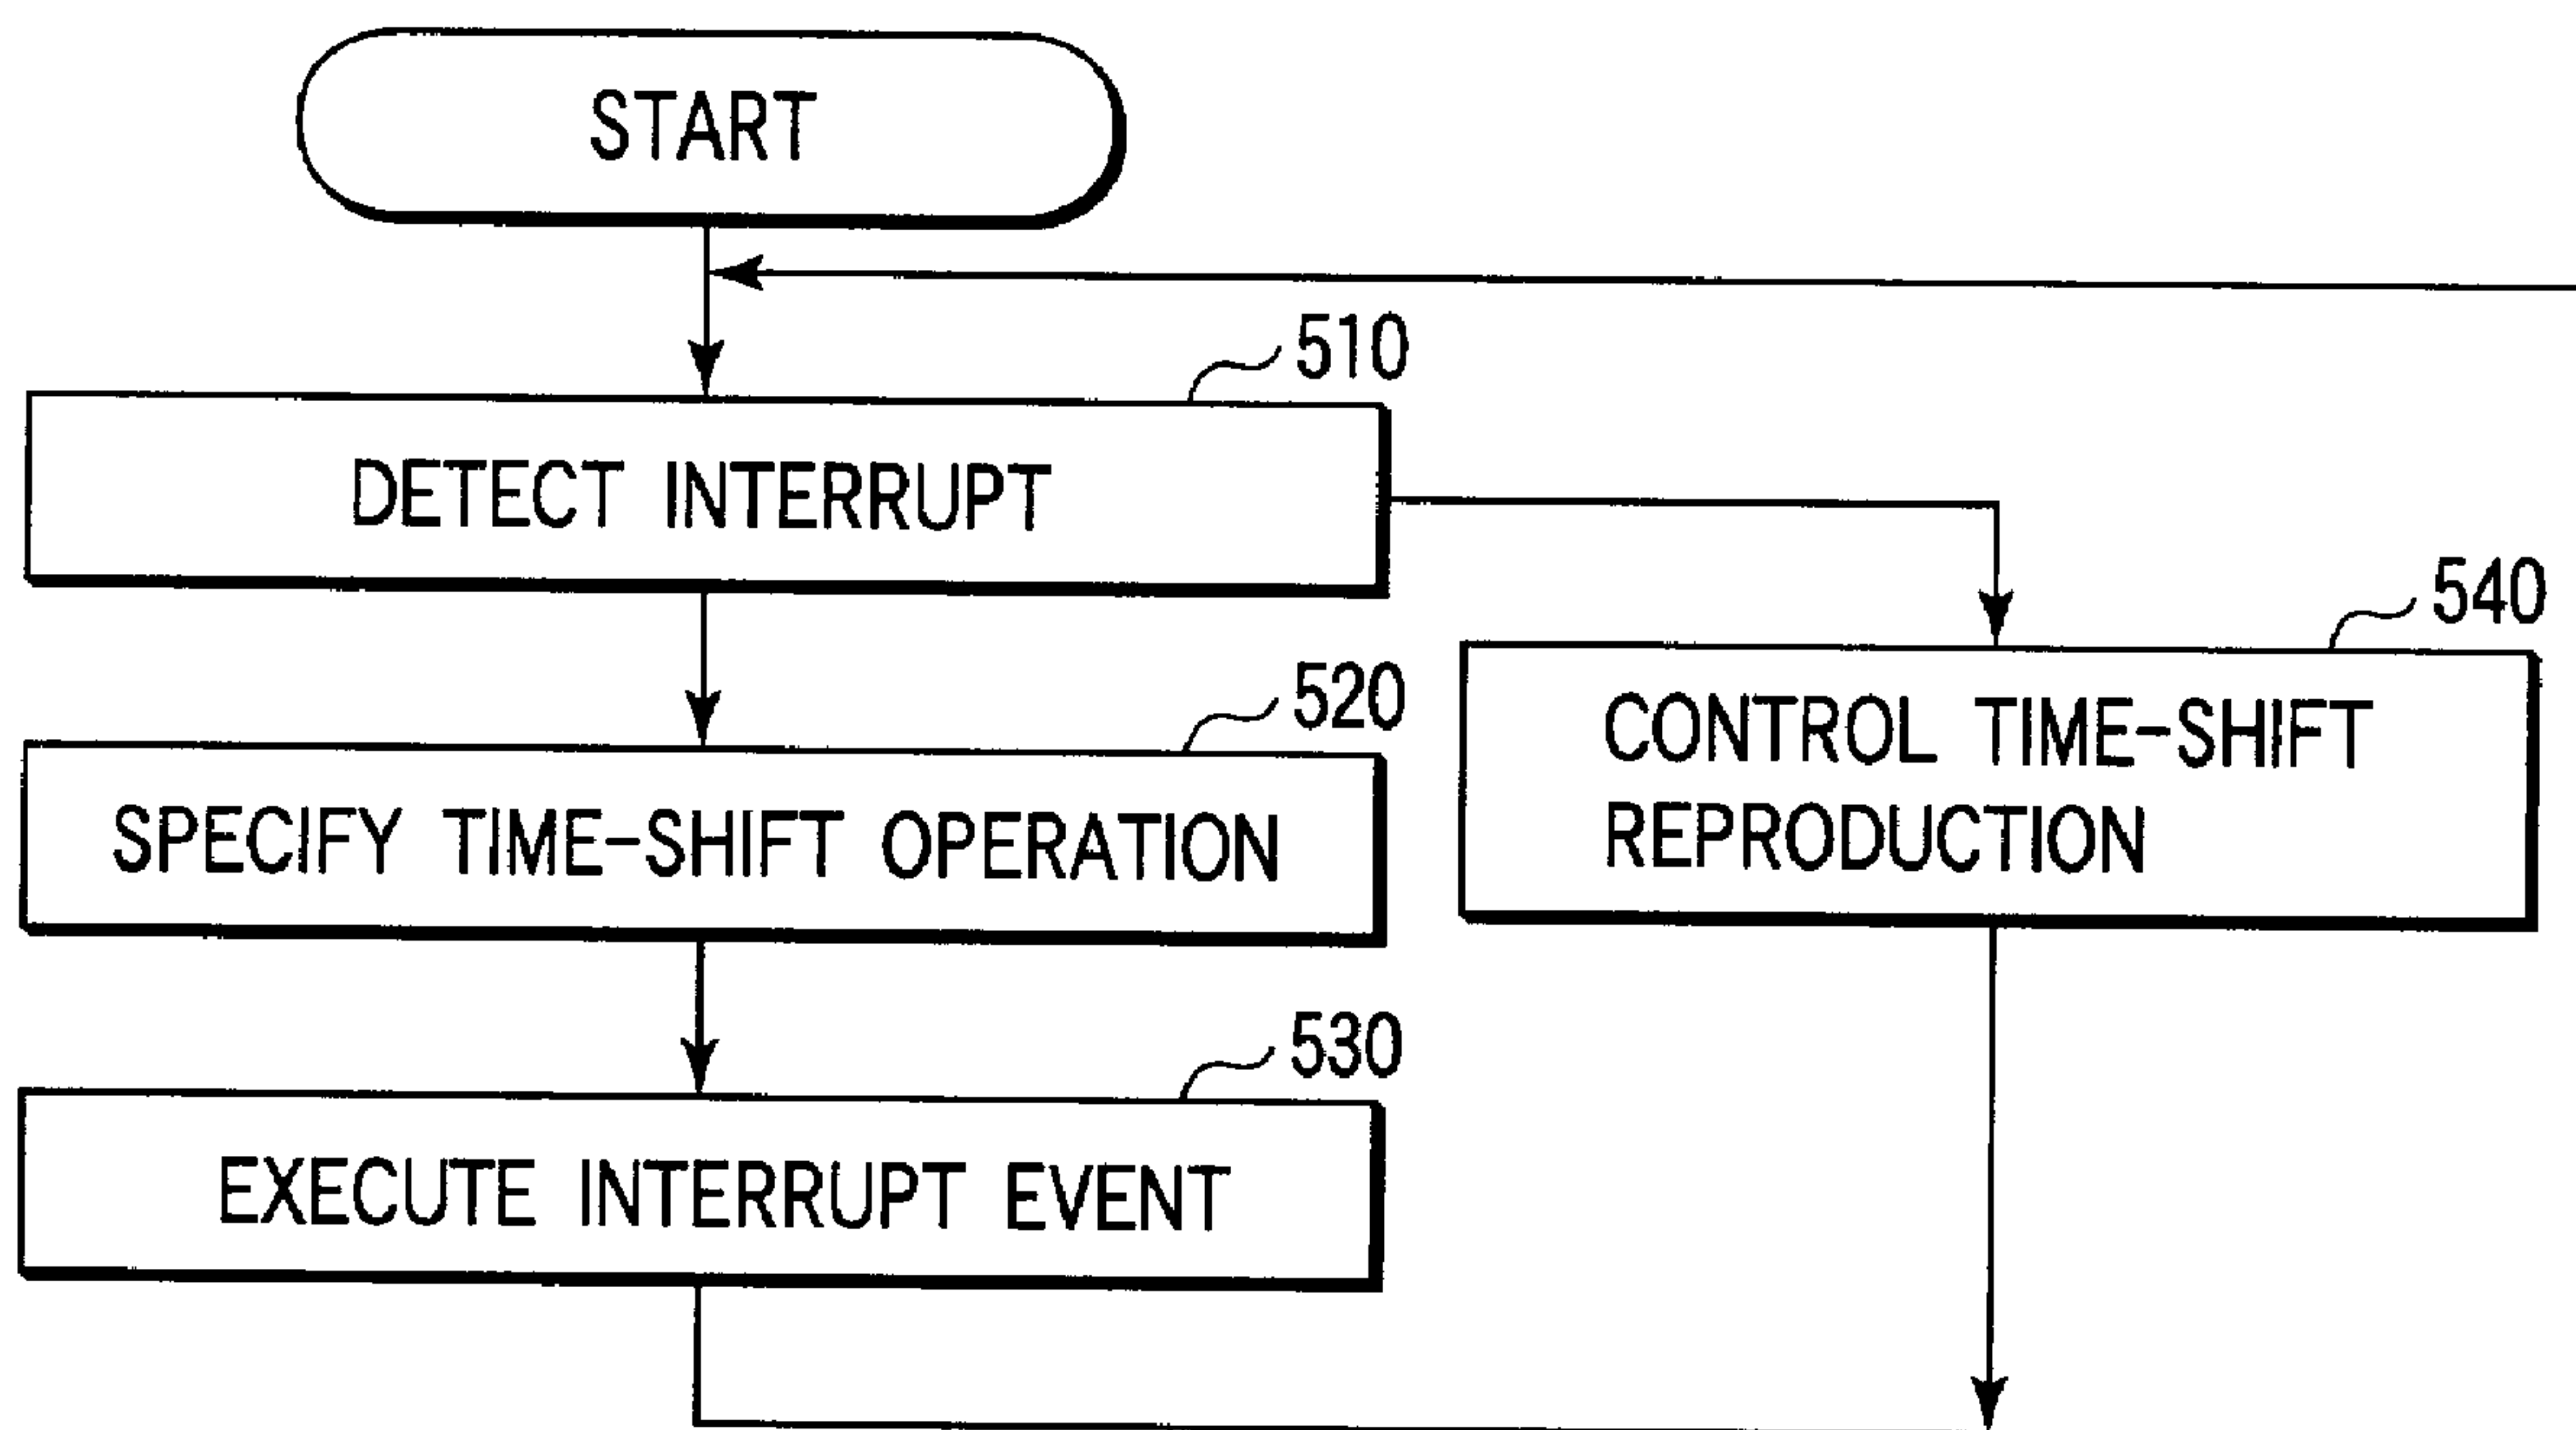 START
510
DETECT INTERRUPT
520
SPECIFY TIME-SHIFT OPERATION
530
EXECUTE INTERRUPT EVENT
540
CONTROL TIME-SHIFT
REPRODUCTION